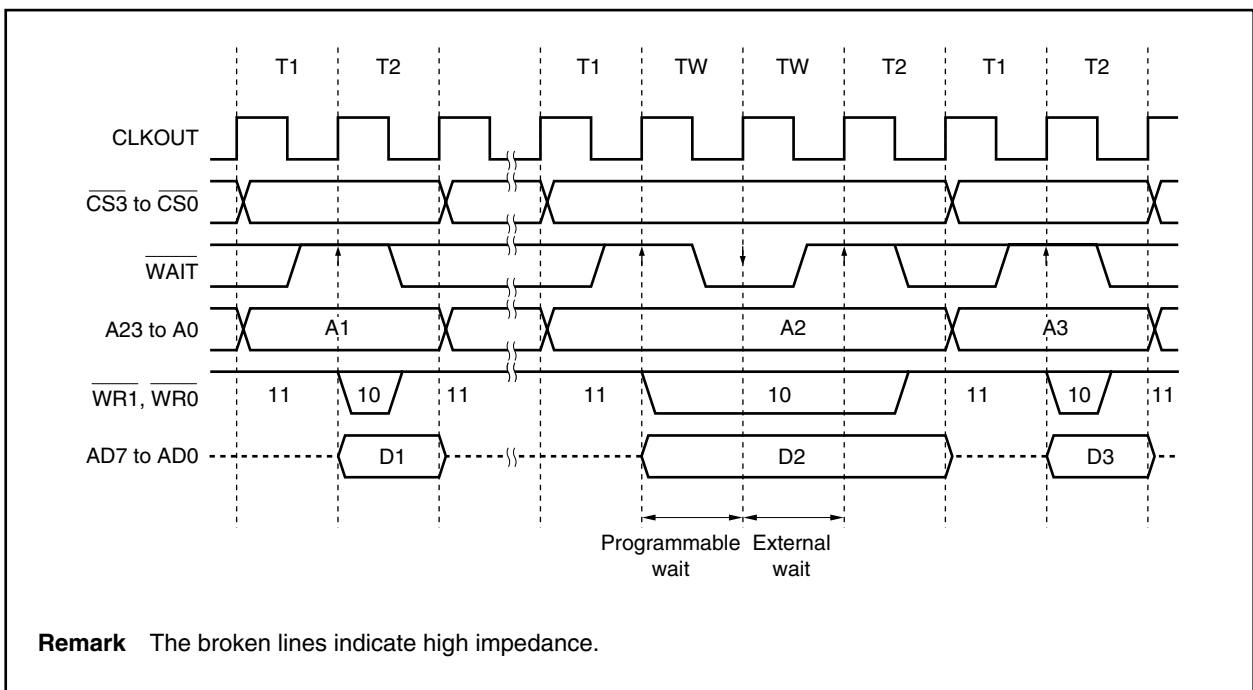 T1 T2 T1 TW TW T2 T1 T2
CLKOUT
CS3 to CS0
WAIT
A23 to A0 A1 A2 A3
WR1, WR0 11 10 11 11 10 11 10 11
AD7 to AD0 D1 D2 D3
Programmable wait
External wait
Remark The broken lines indicate high impedance.